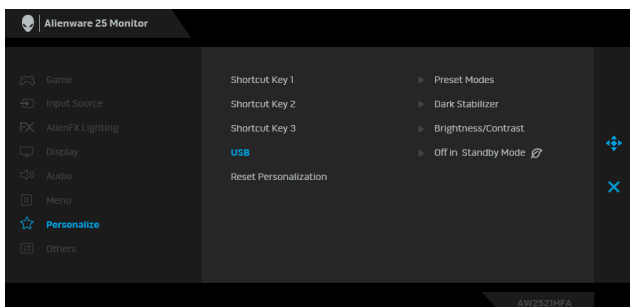 Alienware 25 Monitor
Game
Input Source
FX AlienFX Lighting
Display
Audio
Menu
Personalize
Others
Shortcut Key 1 Preset Modes
Shortcut Key 2 Dark Stabilizer
Shortcut Key 3 Brightness/Contrast
USB Off in Standby Mode
Reset Personalization
AW2521HFA